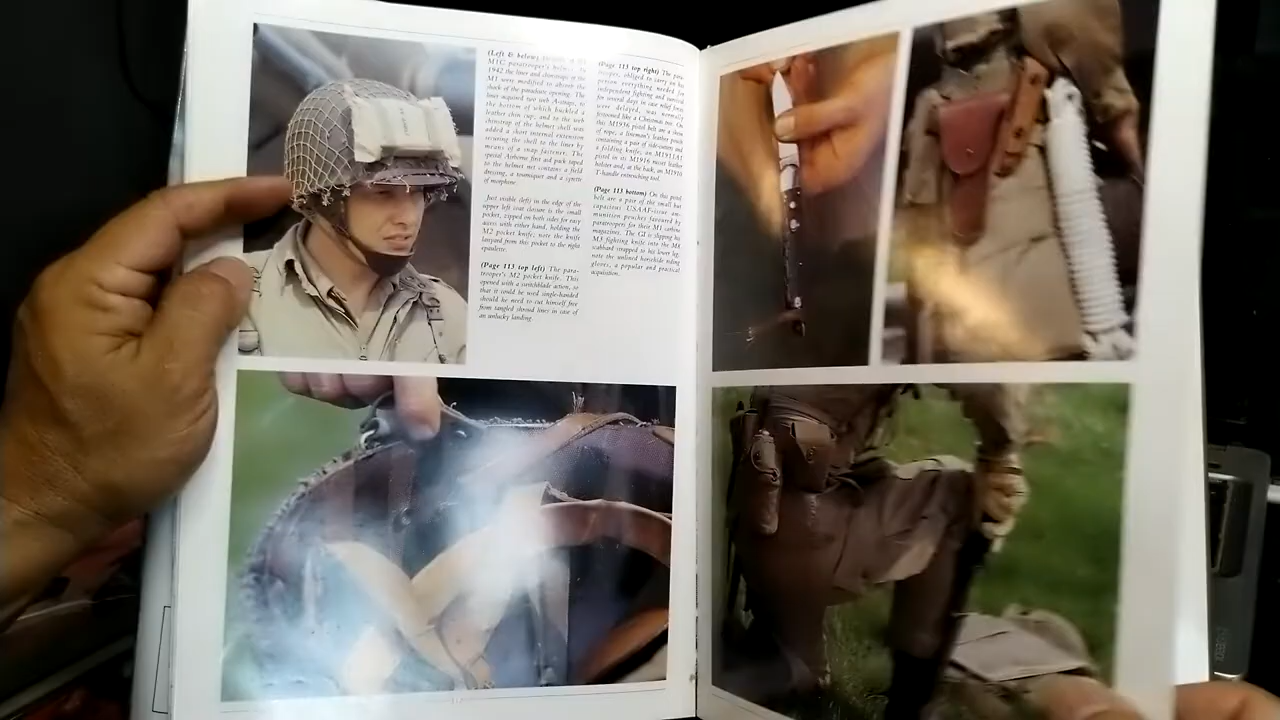 (Left & below)
M1C paratrooper's
1942 the liner and chinstraps of the
M1 were modified to absorb the
shock of the parachute opening. The
liner acquired two web A-straps, to
the bottom of which buckled a
leather chin cup; and to the web
chinstrap of the helmet shell was
added a short internal extension
securing the shell to the liner by
means of a snap fastener. The
special Airborne first aid pack taped
to the helmet net contains a field
dressing, a tourniquet and a syrette
of morphine.
Just visible (left) in the edge of the
upper left coat closure is the small
pocket, zipped on both sides for easy
access with either hand, holding the
M2 pocket knife; note the knife
lanyard from this pocket to the right
epaulette.
(Page 113 top left) The para-
trooper's M2 pocket knife. This
opened with a switchblade action, so
that it could be used single-handed
should he need to cut himself free
from tangled shroud lines in case of
an unlucky landing.
(Page 113 top right) The para-
trooper, obliged to carry on his
person everything needed for
independent fighting and survival
for several days in case relief forces
were delayed, was normally
festooned like a Christmas tree. On
this M1936 pistol belt are a
of rope; a lineman's leather pouch
containing a pair of side-cutters and
a folding knife; an M1911A1
pistol in its M1916 russet leather
holster and, at the back, an M1910
T-handle entrenching tool.
(Page 113 bottom) On this pistol
belt are a pair of the small but
capacious USAAF-issue am-
munition pouches favoured by
paratroopers for their M1 carbine
magazines. The GI is slipping his
M3 fighting knife into the M6
scabbard strapped to his lower leg;
note the unlined horsehide riding
gloves, a popular and practical
acquisition.